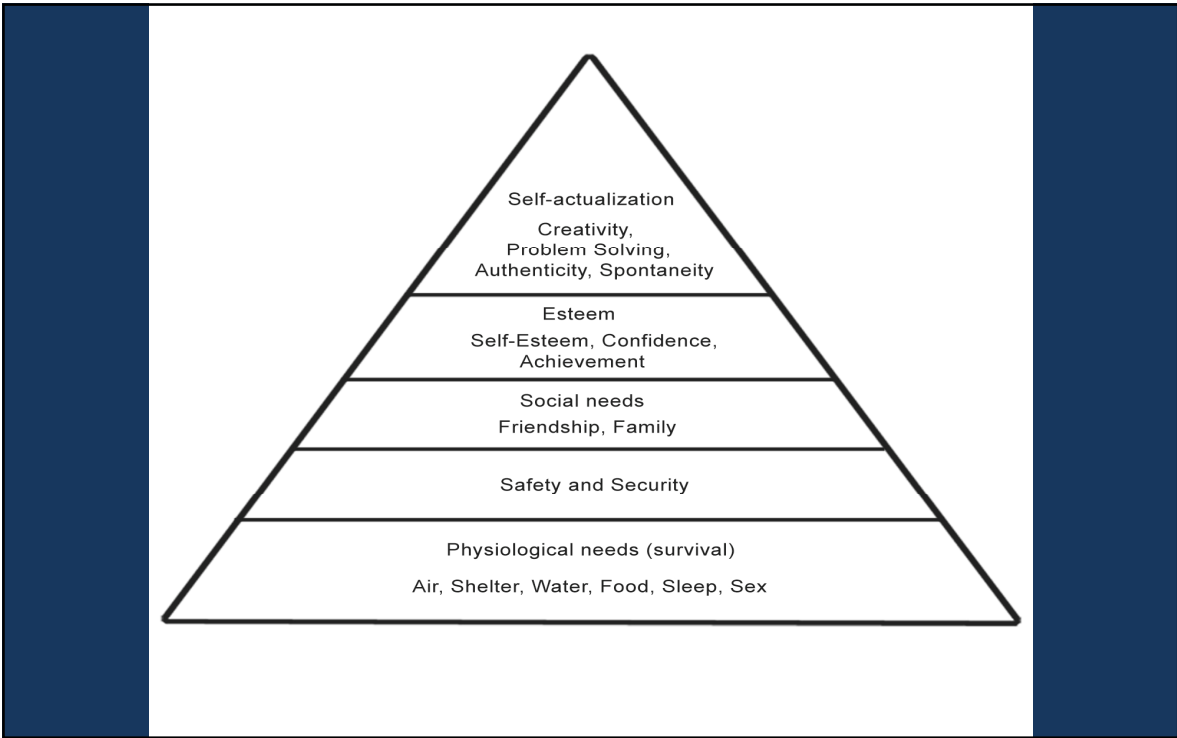 Self-actualization
Creativity,
Problem Solving,
Authenticity, Spontaneity
Esteem
Self-Esteem, Confidence,
Achievement
Social needs
Friendship, Family
Safety and Security
Physiological needs (survival)
Air, Shelter, Water, Food, Sleep, Sex